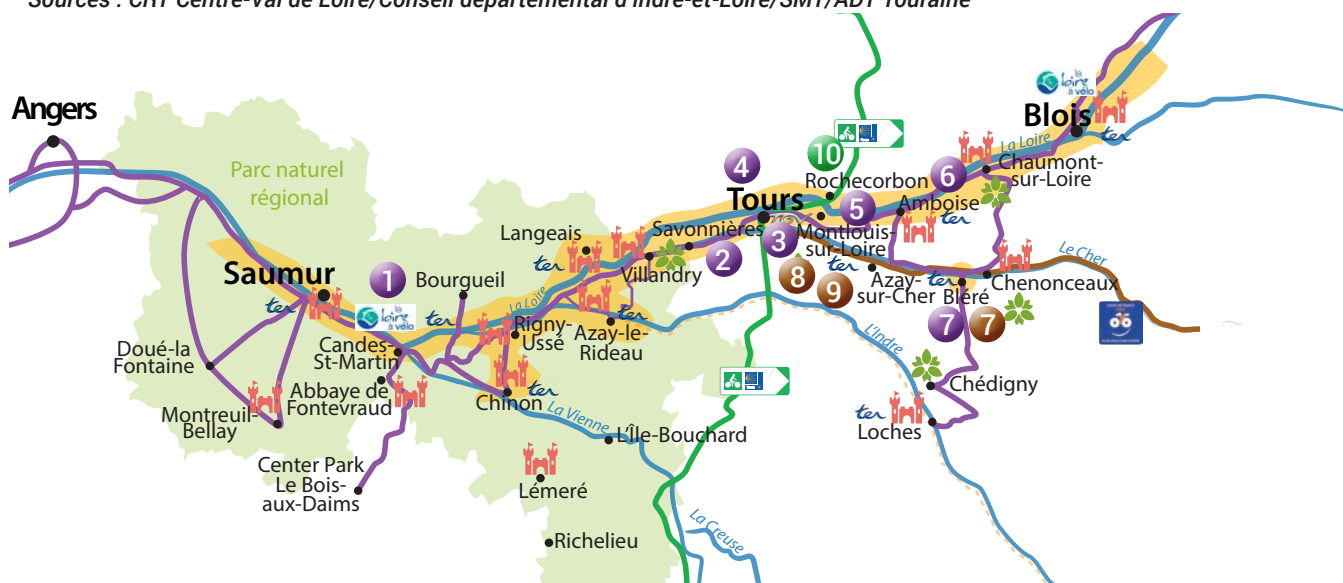 Sources : CRT Centre-Val de Loire/Conseil départemental d'Indre-et-Loire/SMT/ADT Touraine
la
loire
à vélo
Angers
Blois
ter
La Loire
10
4
Parc naturel
régional
Chaumont-
sur-Loire
6
Rochecorbon
Tours
5
Amboise
ter
Langeais
Savonnières
Montlouis-
sur-Loire
3
2
ter
Villandry
8
ter
Le Cher
Saumur
1
Bourgueil
9
Azay-
sur-Cher
ter
Bléré
Chenonceaux
ter
la
loire
à vélo
ter
La Loire
Rigny-
Ussé
Azay-le-
Rideau
L'Indre
7
7
Doué-la
Fontaine
Candes-
St-Martin
Abbaye de
Fontevraud
Chinon
ter
Chédigny
Montreuil-
Bellay
La Vienne
ter
Loches
L'Île-Bouchard
Center Park
Le Bois-
aux-Daims
Lémeré
La Creuse
Richelieu